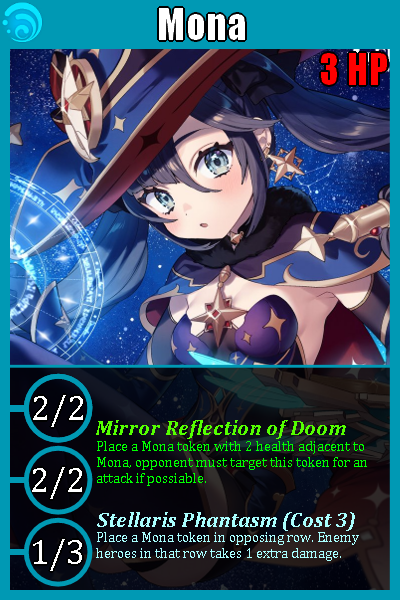 Mona
3 HP
2/2
Mirror Reflection of Doom
Place a Mona token with 2 health adjacent to
Mona, opponent must target this token for an
attack if possiable.
2/2
Stellaris Phantasm (Cost 3)
Place a Mona token in opposing row. Enemy
heroes in that row takes 1 extra damage.
1/3